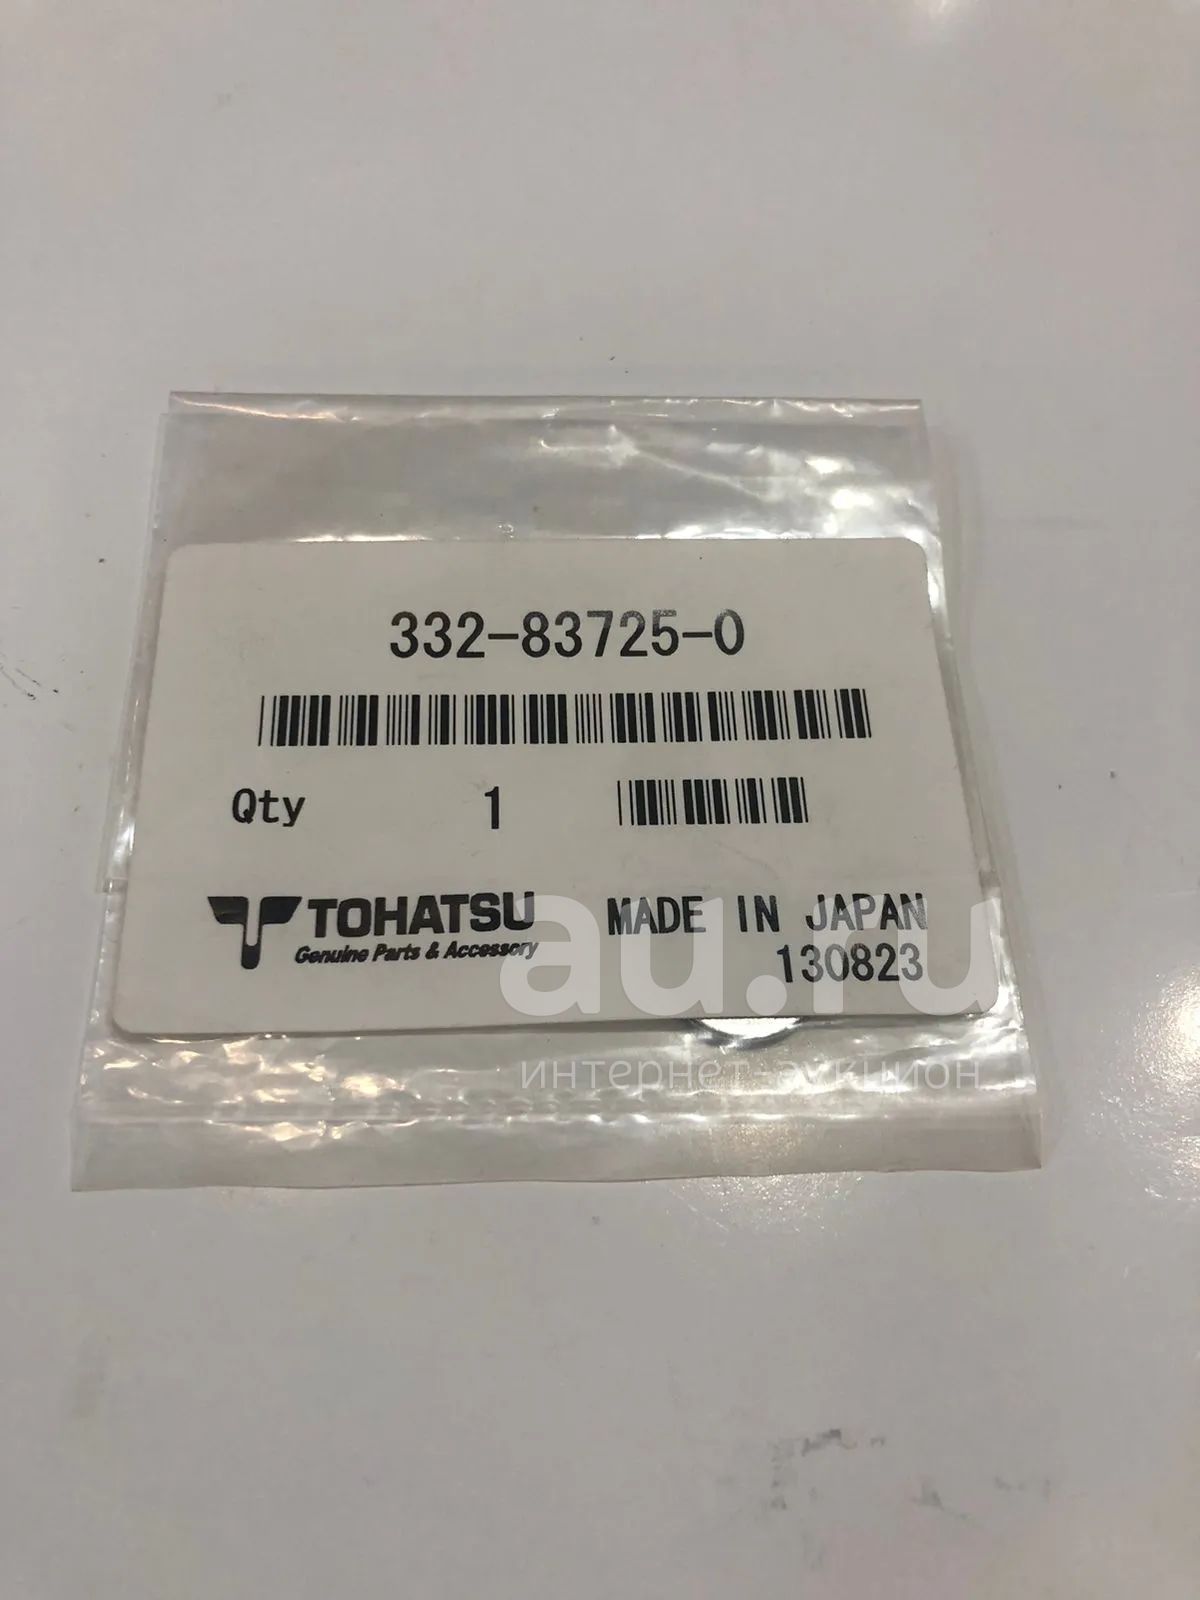 332-83725-0
Qty 1
TOHATSU
Genuine Parts & Accessory
MADE IN JAPAN
130823
au.ru
интернет-аукцион